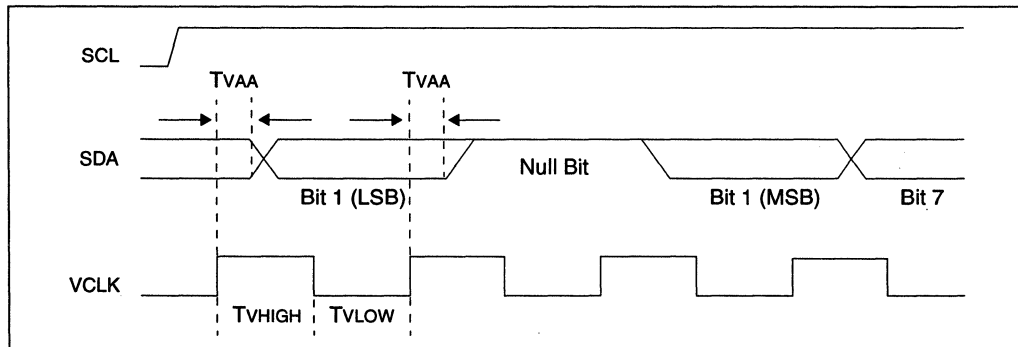 SCL
TVAA TVAA
SDA
Null Bit
Bit 1 (LSB) Bit 1 (MSB) Bit 7
VCLK
TVHIGH TVLOW